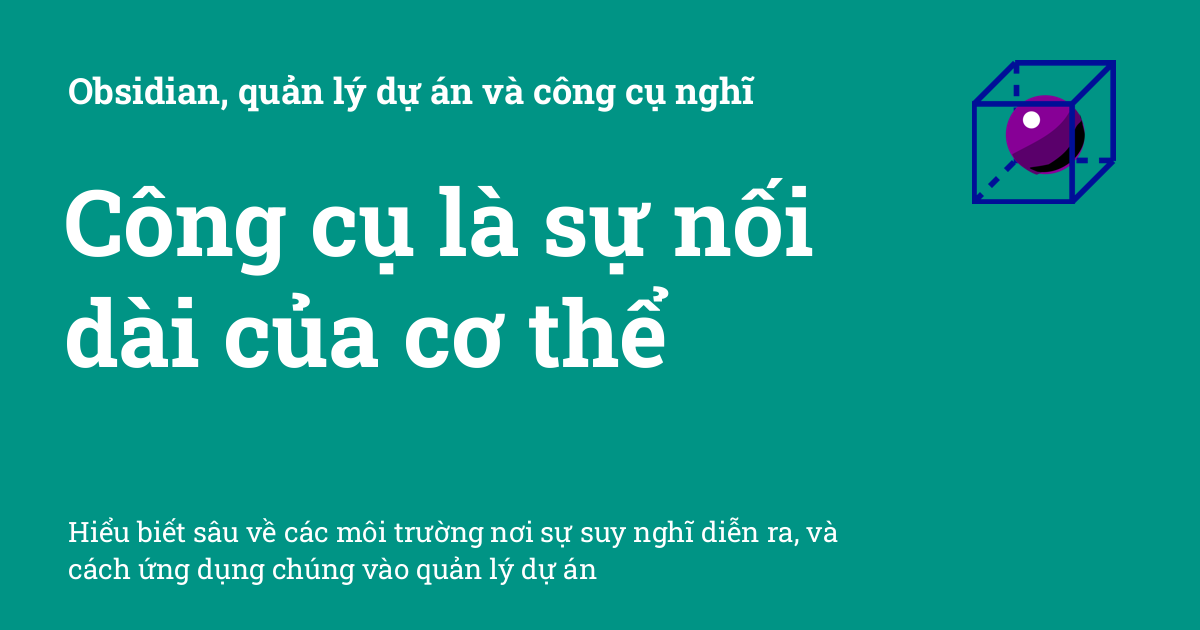 Obsidian, quản lý dự án và công cụ nghĩ
Công cụ là sự nối
dài của cơ thể
Hiểu biết sâu về các môi trường nơi sự suy nghĩ diễn ra, và
cách ứng dụng chúng vào quản lý dự án